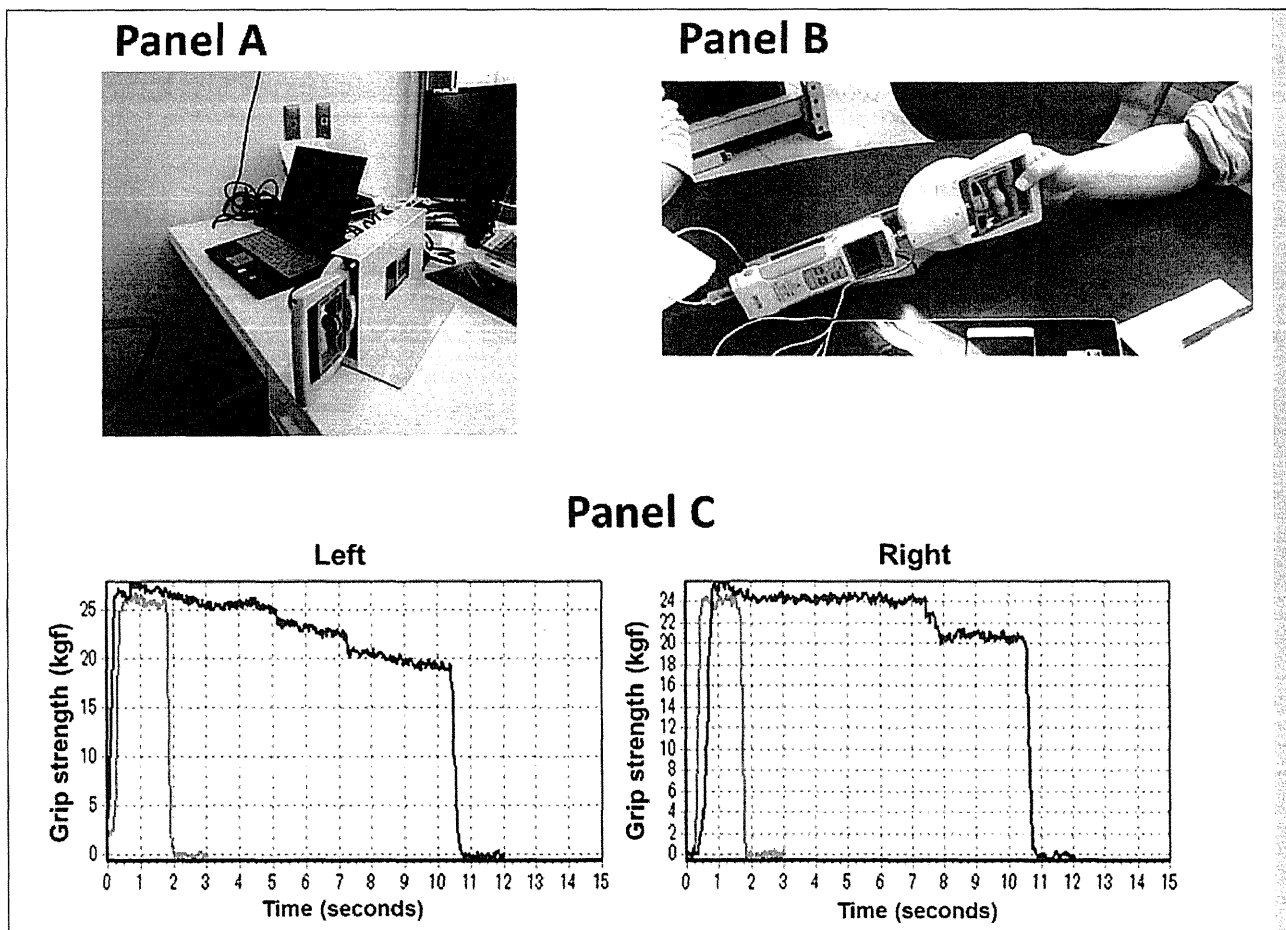 Panel A
Panel B
Panel C
Left
Right
Grip strength (kgf)
25
20
15
10
5
0
0 1 2 3 4 5 6 7 8 9 10 11 12 13 14 15
Time (seconds)
Grip strength (kgf)
24
22
20
18
16
14
12
10
8
6
4
2
0
0 1 2 3 4 5 6 7 8 9 10 11 12 13 14 15
Time (seconds)